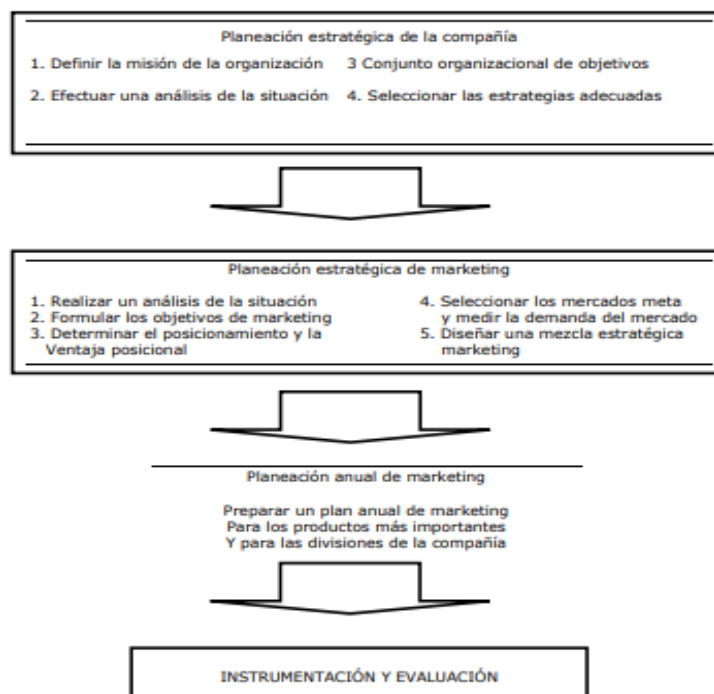 Planeación estratégica de la compañía
1. Definir la misión de la organización 3 Conjunto organizacional de objetivos
2. Efectuar una análisis de la situación 4. Seleccionar las estrategias adecuadas
Planeación estratégica de marketing
1. Realizar un análisis de la situación
2. Formular los objetivos de marketing
3. Determinar el posicionamiento y la
Ventaja posicional
4. Seleccionar los mercados meta
y medir la demanda del mercado
5. Diseñar una mezcla estratégica
marketing
Planeación anual de marketing
Preparar un plan anual de marketing
Para los productos más importantes
Y para las divisiones de la compañía
INSTRUMENTACIÓN Y EVALUACIÓN